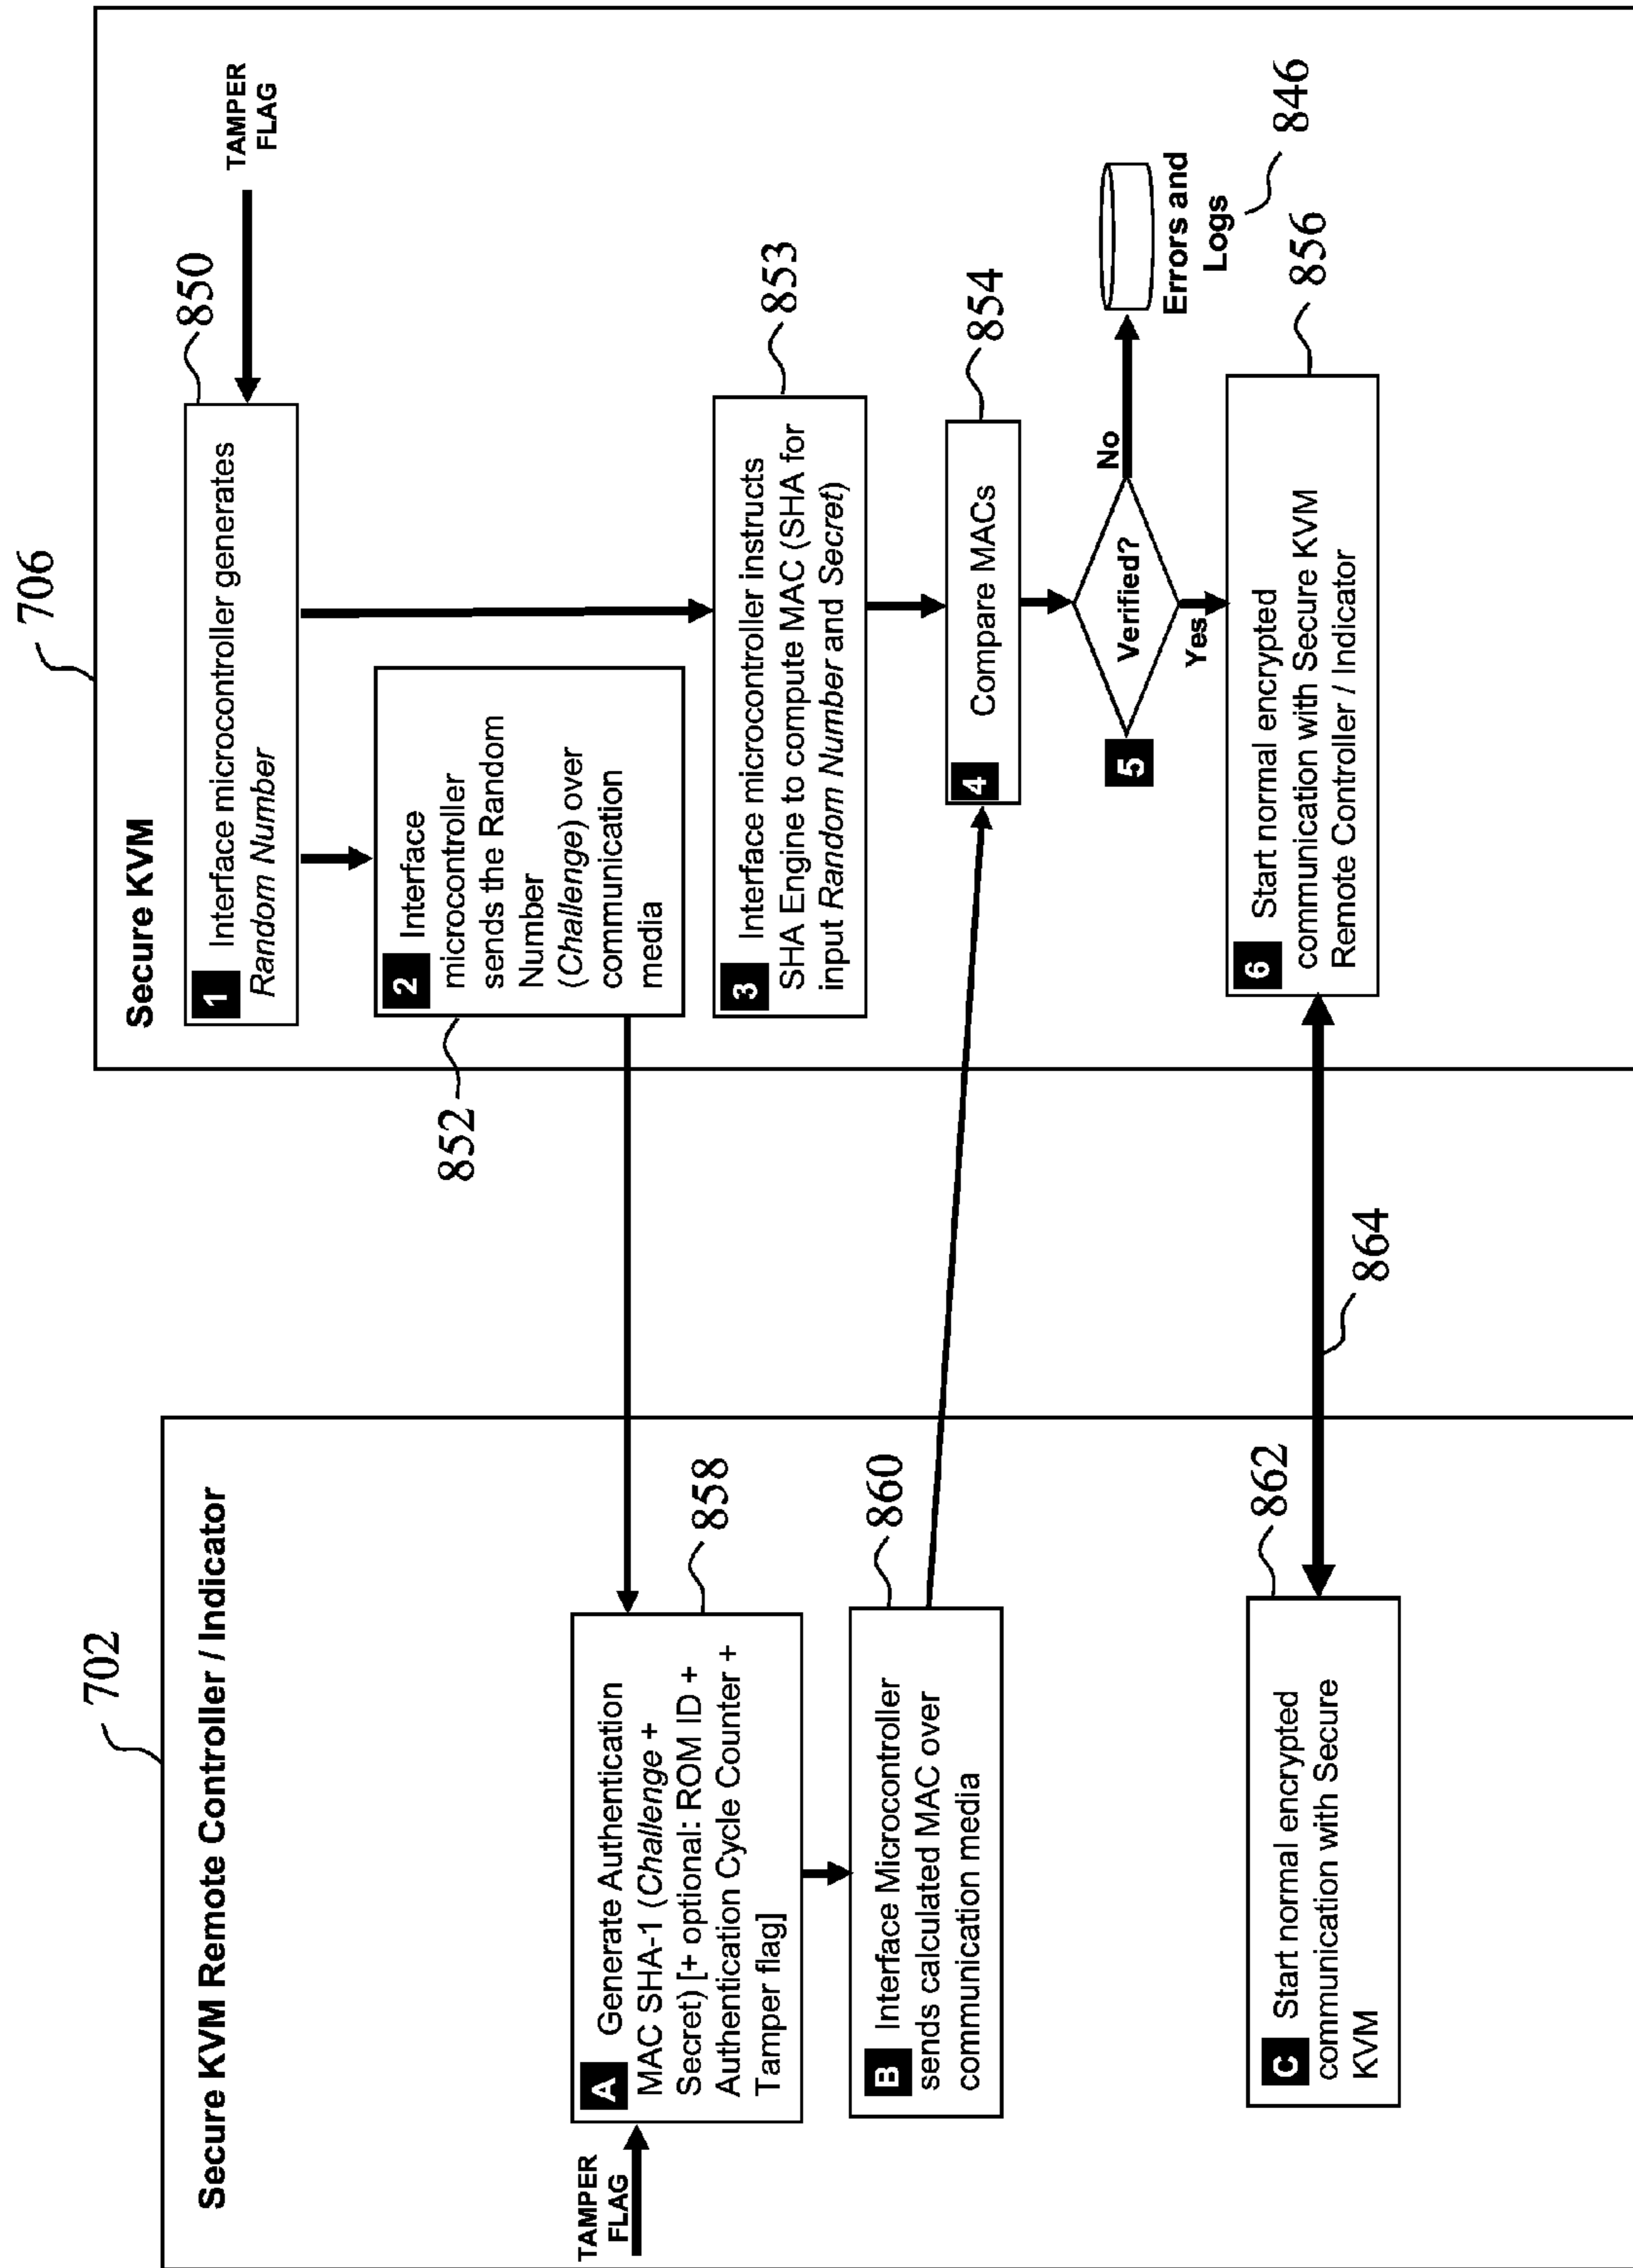 702
Secure KVM Remote Controller / Indicator
TAMPER
FLAG
A Generate Authentication
MAC SHA-1 (Challenge +
Secret) [+ optional: ROM ID +
Authentication Cycle Counter +
Tamper flag]
858
B Interface Microcontroller
sends calculated MAC over
communication media
860
C Start normal encrypted
communication with Secure
KVM
862
864
706
Secure KVM
1 Interface microcontroller generates
Random Number
850
TAMPER
FLAG
2 Interface
microcontroller
sends the Random
Number
(Challenge) over
communication
media
852
3 Interface microcontroller instructs
SHA Engine to compute MAC (SHA for
input Random Number and Secret)
853
4 Compare MACs
854
5
Verified?
No
Yes
Errors and
Logs
846
6 Start normal encrypted
communication with Secure KVM
Remote Controller / Indicator
856